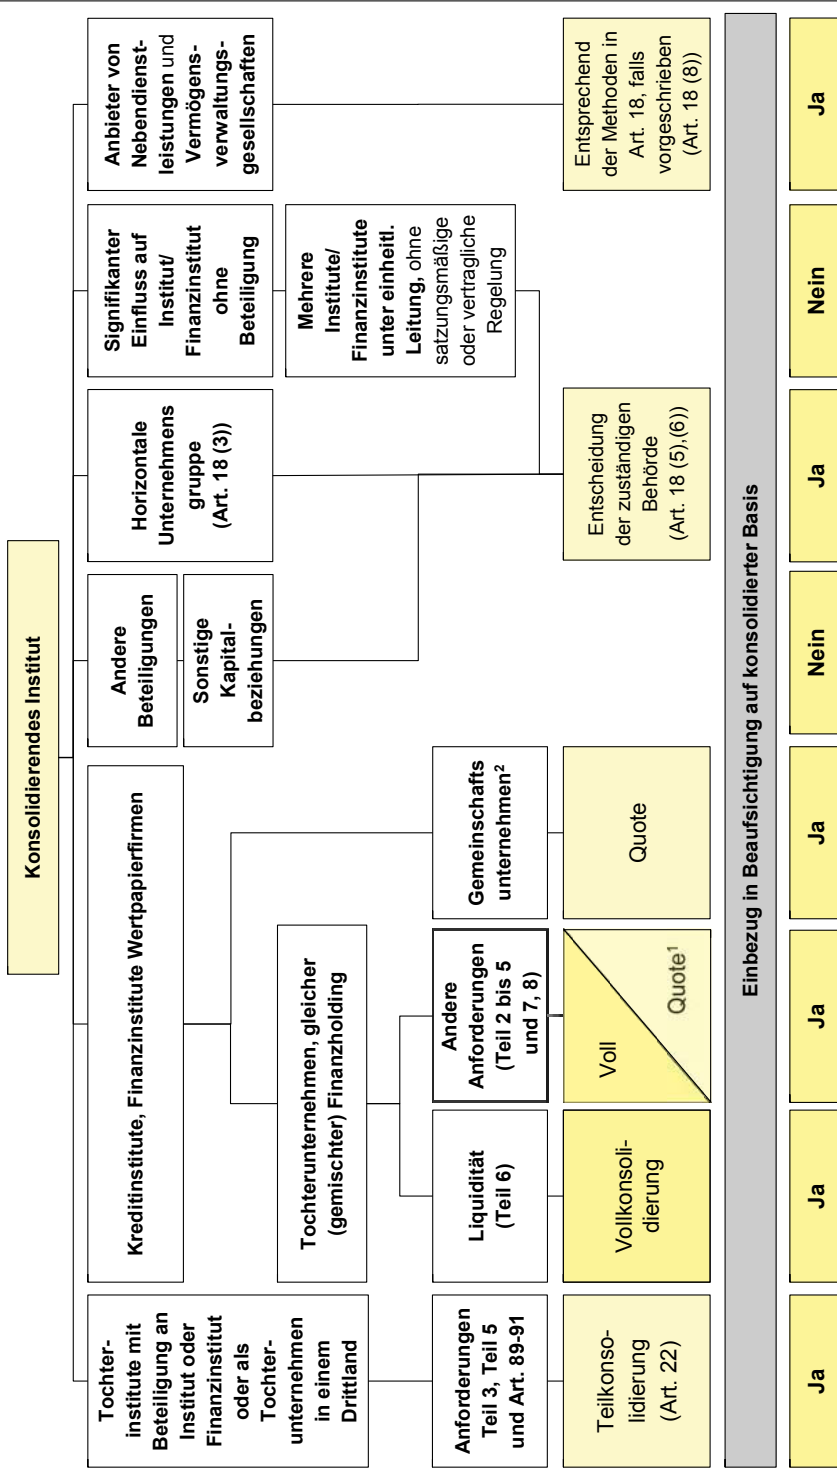 Konsolidierendes Institut
Tochter-
institute mit
Beteiligung an
Institut oder
Finanzinstitut
oder als
Tochter-
unternehmen
in einem
Drittland
Kreditinstitute, Finanzinstitute Wertpapierfirmen
Andere
Beteiligungen
Sonstige
Kapital-
beziehungen
Horizontale
Unternehmens
gruppe
(Art. 18 (3))
Signifikanter
Einfluss auf
Institut/
Finanzinstitut
ohne
Beteiligung
Anbieter von
Nebendienst-
leistungen und
Vermögens-
verwaltungs-
gesellschaften
Tochterunternehmen, gleicher
(gemischter) Finanzholding
Mehrere
Institute/
Finanzinstitute
unter einheitl.
Leitung, ohne
satzungsmäßige
oder vertragliche
Regelung
Anforderungen
Teil 3, Teil 5
und Art. 89-91
Liquidität
(Teil 6)
Andere
Anforderungen
(Teil 2 bis 5
und 7, 8)
Gemeinschafts
unternehmen²
Teilkonso-
lidierung
(Art. 22)
Vollkonsoli-
dierung
Voll
Quote¹
Quote
Entscheidung
der zuständigen
Behörde
(Art. 18 (5),(6))
Entsprechend
der Methoden in
Art. 18, falls
vorgeschrieben
(Art. 18 (8))
Einbezug in Beaufsichtigung auf konsolidierter Basis
Ja
Ja
Ja
Ja
Nein
Ja
Nein
Ja